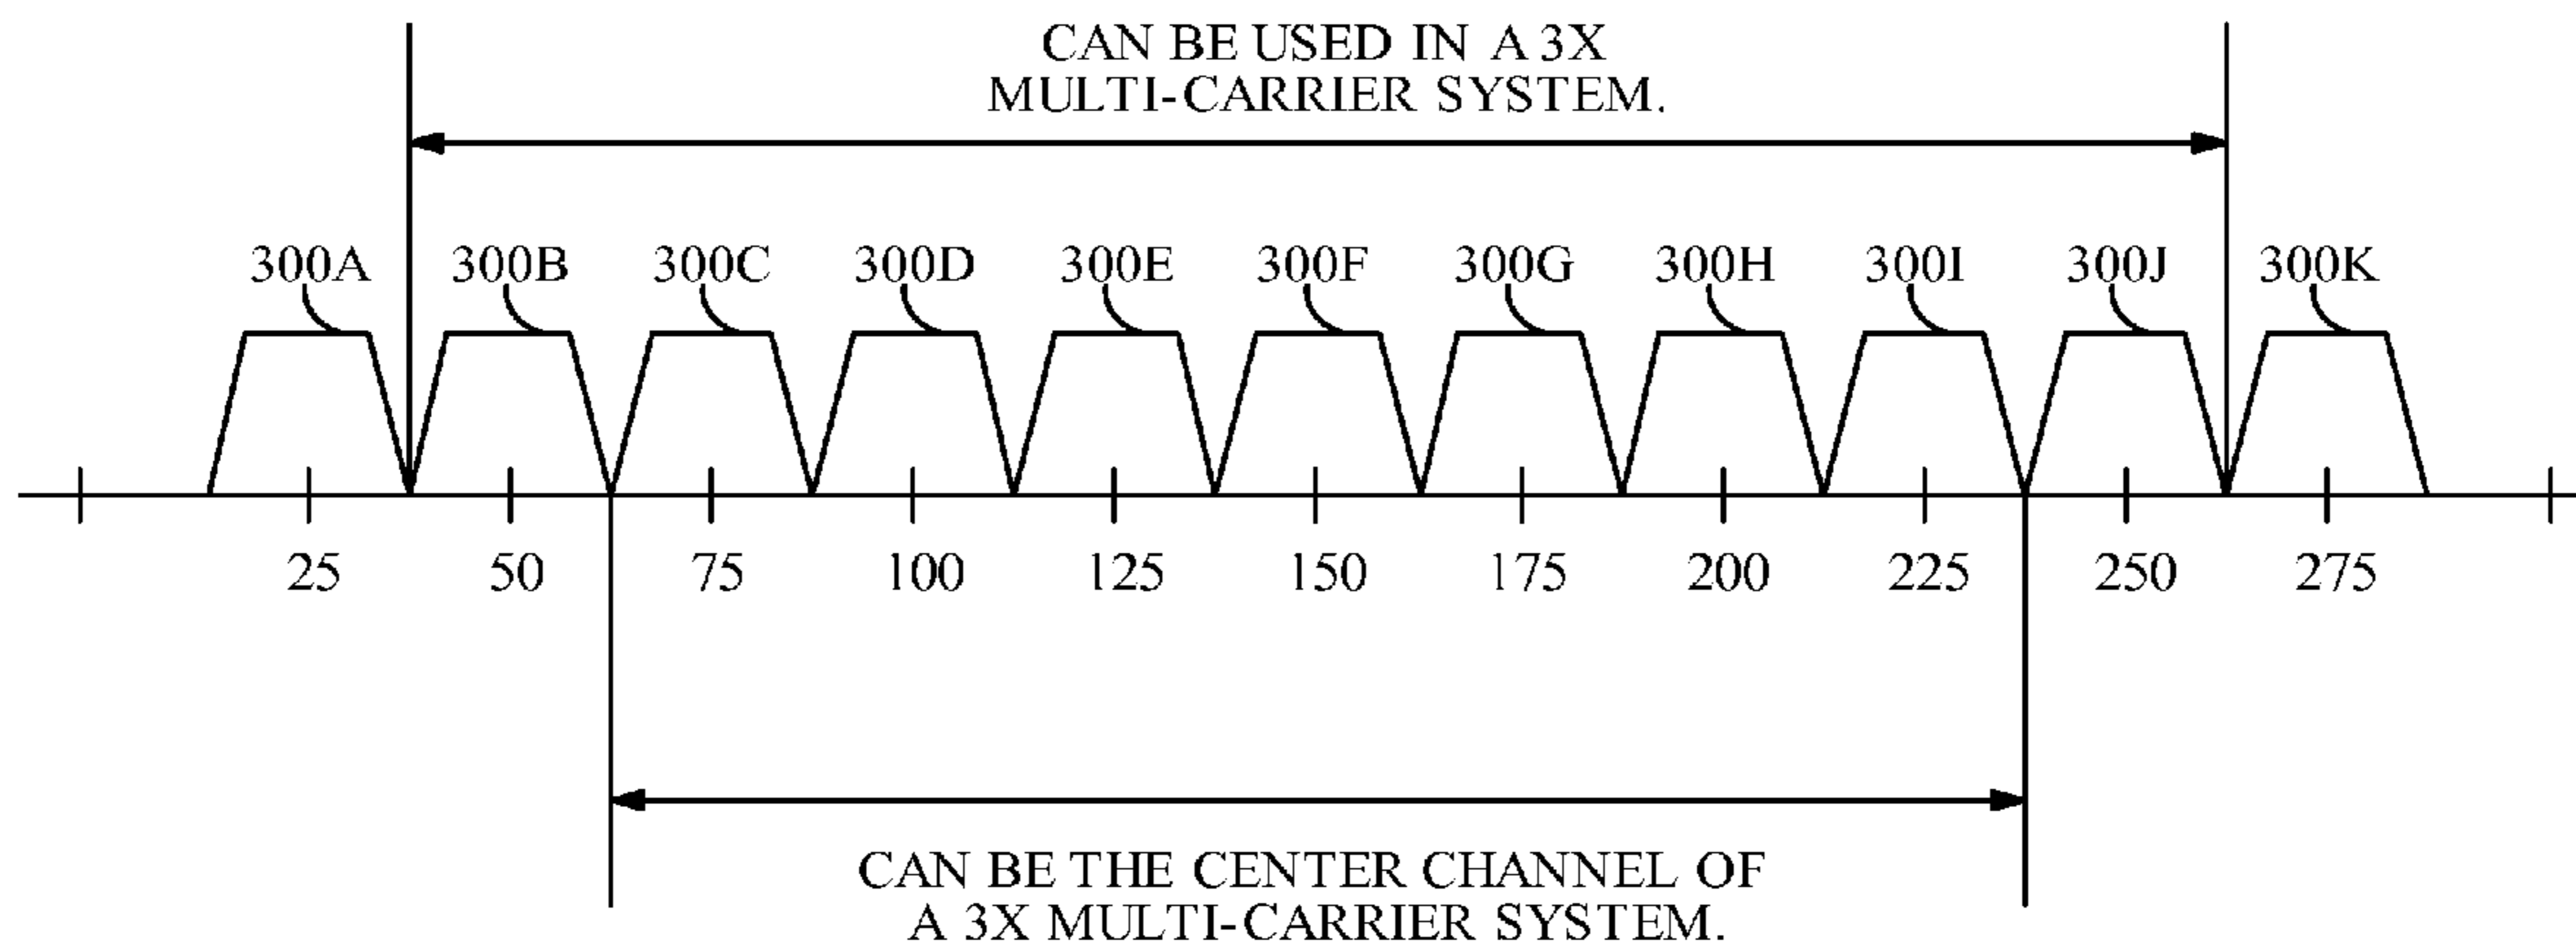 CAN BE USED IN A 3X
MULTI-CARRIER SYSTEM.
300A 300B 300C 300D 300E 300F 300G 300H 300I 300J 300K
25 50 75 100 125 150 175 200 225 250 275
CAN BE THE CENTER CHANNEL OF
A 3X MULTI-CARRIER SYSTEM.